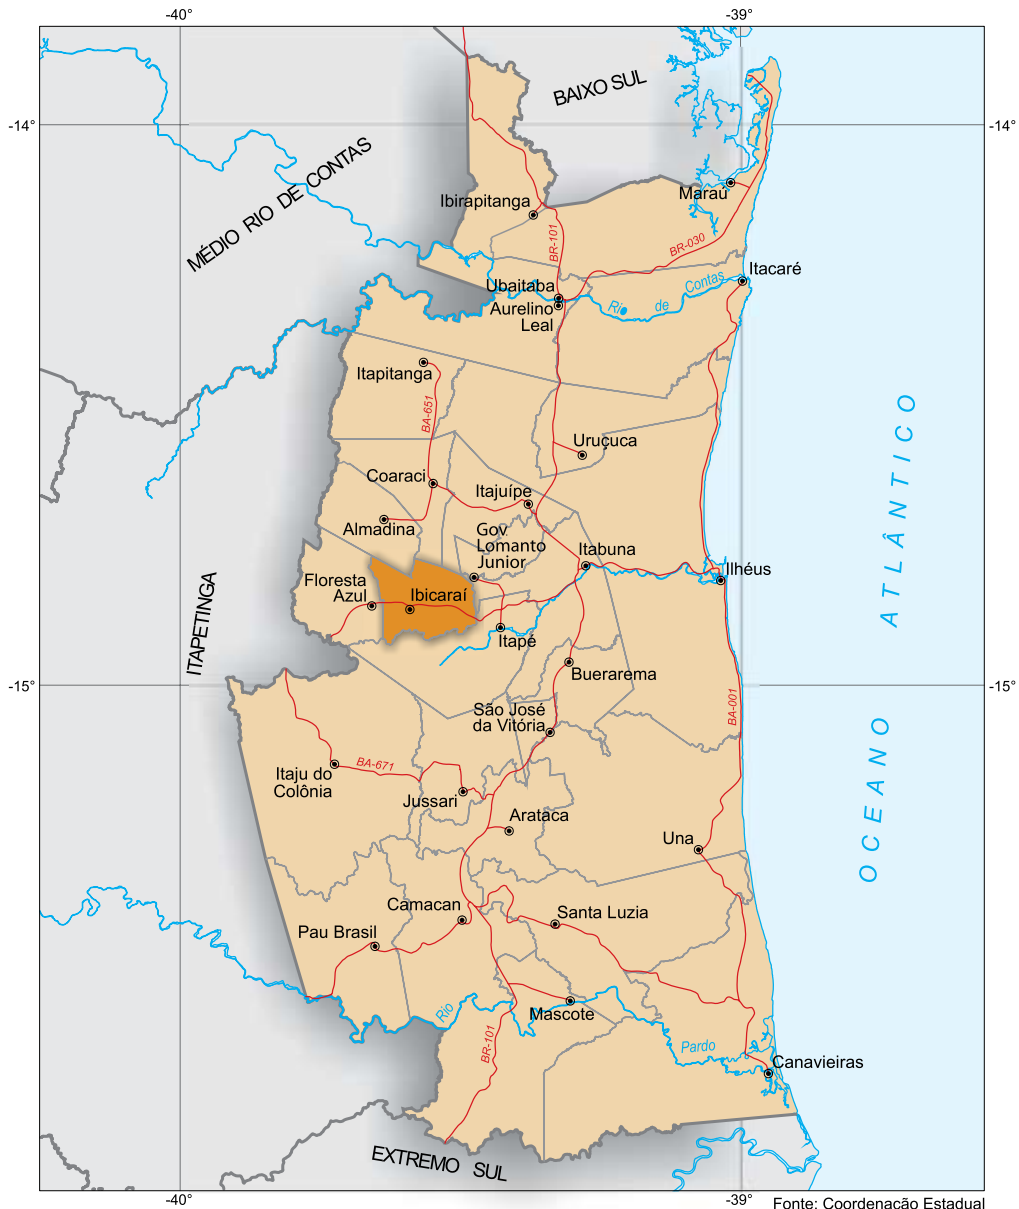 -40°
-39°
BAIXO SUL
-14°
-14°
MÉDIO RIO DE CONTAS
Maraú
Ibirapitanga
BR-101
BR-030
Itacaré
Ubaitaba
Contas
Rio
de
Aurelino
Leal
Itapitanga
BA-651
ATLÂNTICO
Uruçuca
Coaraci
Itajuípe
Almadina
Gov.
Lomanto
Junior
Itabuna
Ilhéus
Floresta
Azul
Ibicaraí
ITAPETINGA
Itapé
Buerarema
-15°
-15°
BA-001
São José
da Vitória
OCEANO
BA-671
Itaju do
Colônia
Jussari
Arataca
Una
Camacan
Santa Luzia
Pau Brasil
Rio
Mascote
BR-101
Pardo
Canavieiras
EXTREMO SUL
-40°
-39°
Fonte: Coordenação Estadual